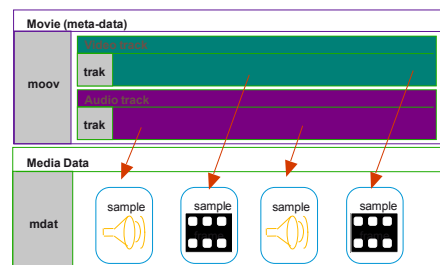 Movie (meta-data)
Video track
trak
moov
Audio track
trak
Media Data
mdat
sample
sample
sample
sample